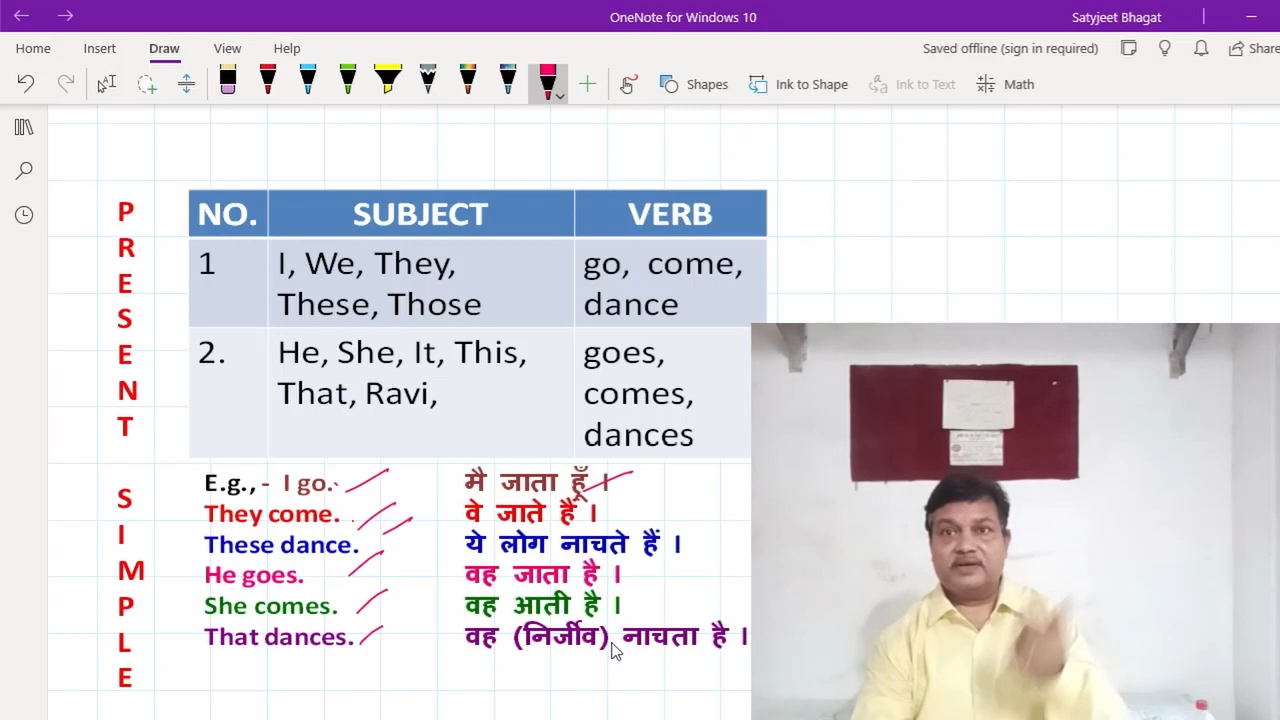 OneNote for Windows 10
Satyjeet Bhagat
Home Insert Draw View Help
Saved offline (sign in required) Share
Shapes Ink to Shape Ink to Text Math
PRESENT
SIMPLE
NO. SUBJECT VERB
1 I, We, They, go, come,
These, Those dance
2. He, She, It, This, goes,
That, Ravi, comes,
dances
E.g., - I go. मै जाता हूँ ।
They come. वे जाते हैं ।
These dance. ये लोग नाचते हैं ।
He goes. वह जाता है ।
She comes. वह आती है ।
That dances. वह (निर्जीव) नाचता है ।